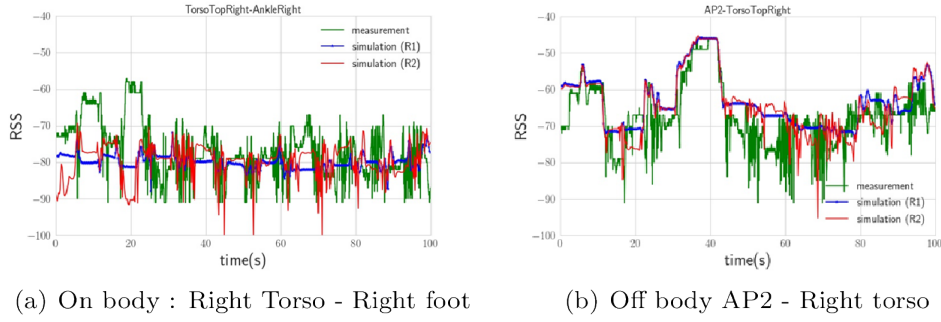 TorsoTopRight-AnkleRight
−40
−50
−60
−70
−80
−90
−100
RSS
measurement
simulation (R1)
simulation (R2)
0
20
40
60
80
100
time(s)
(a) On body : Right Torso - Right foot
AP2-TorsoTopRight
−40
−50
−60
−70
−80
−90
−100
RSS
measurement
simulation (R1)
simulation (R2)
0
20
40
60
80
100
time(s)
(b) Off body AP2 - Right torso